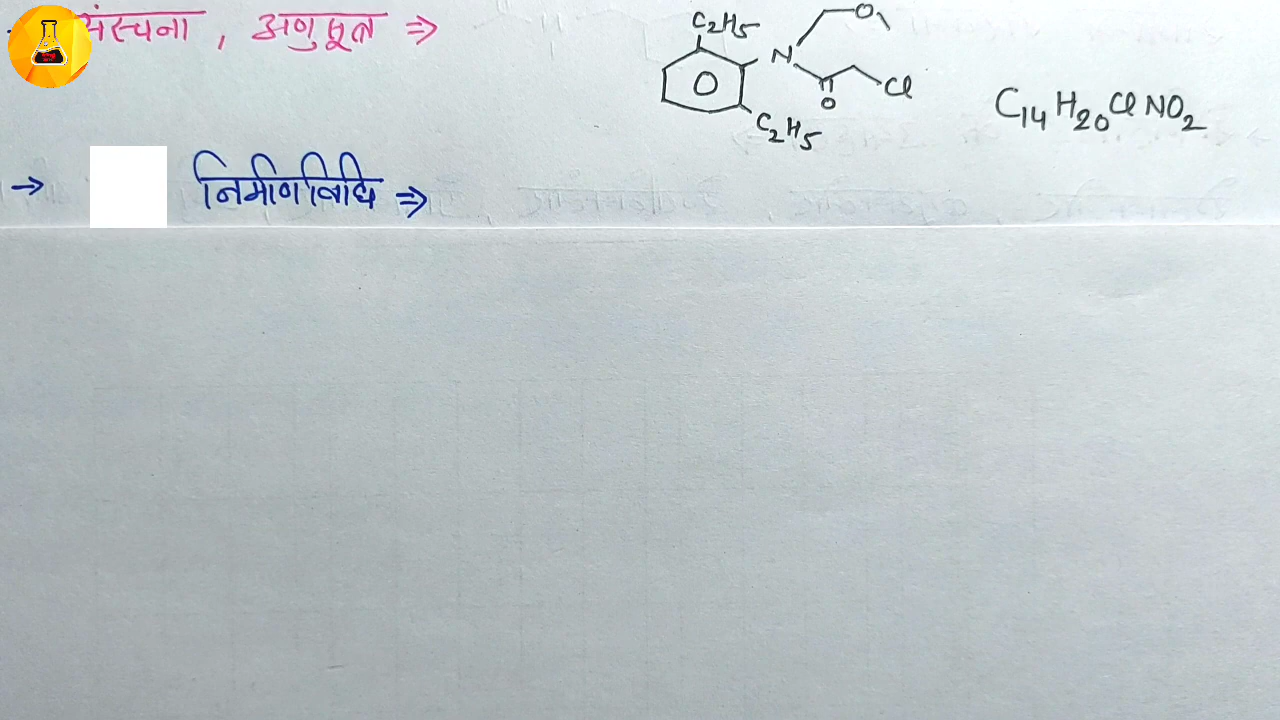 संरचना , अणुसूत्र ⇒
C₂H₅
O
N
O
Cl
C₂H₅
C₁₄H₂₀ClNO₂
→ निर्माणविधि ⇒